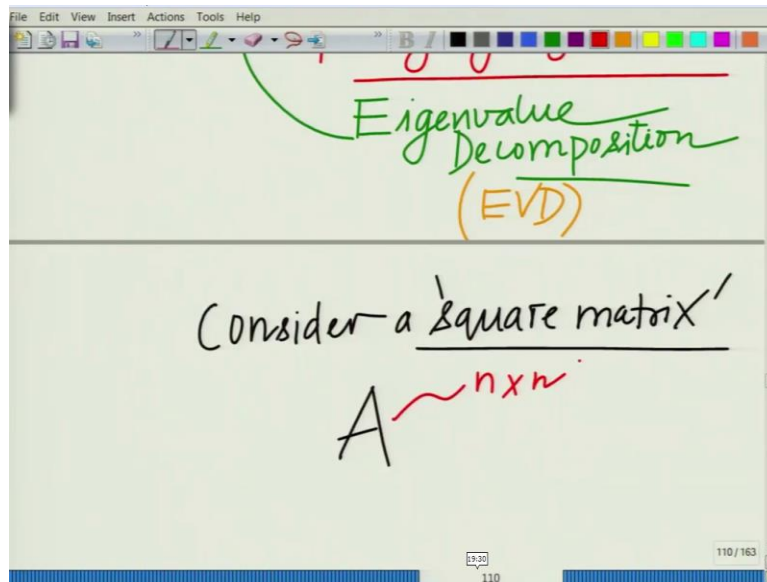 File Edit View Insert Actions Tools Help
Eigenvalue
Decomposition
(EVD)
Consider a 'square matrix'
A n x n
110 / 163
19:30
110